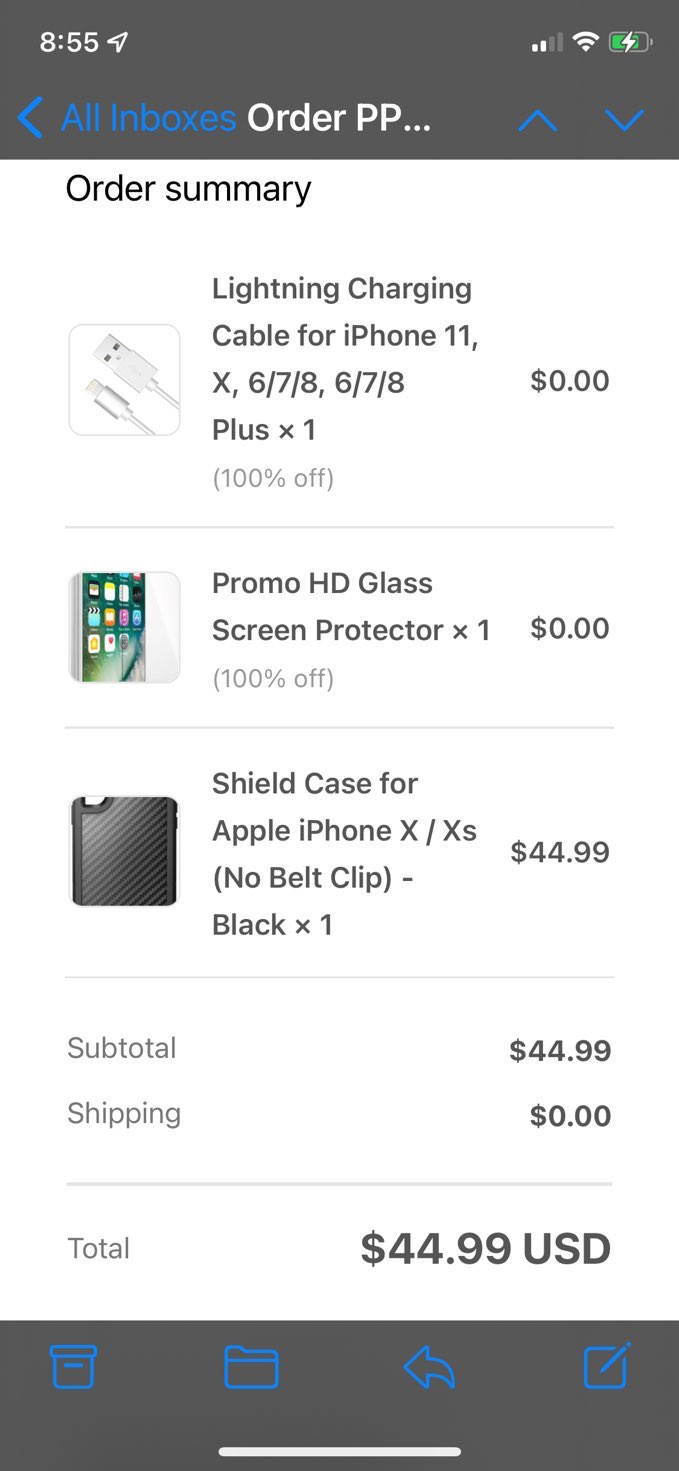 8:55
All Inboxes Order PP...
Order summary
Lightning Charging
Cable for iPhone 11,
X, 6/7/8, 6/7/8
Plus × 1
$0.00
(100% off)
Promo HD Glass
Screen Protector × 1
$0.00
(100% off)
Shield Case for
Apple iPhone X / Xs
(No Belt Clip) -
Black × 1
$44.99
Subtotal $44.99
Shipping $0.00
Total $44.99 USD